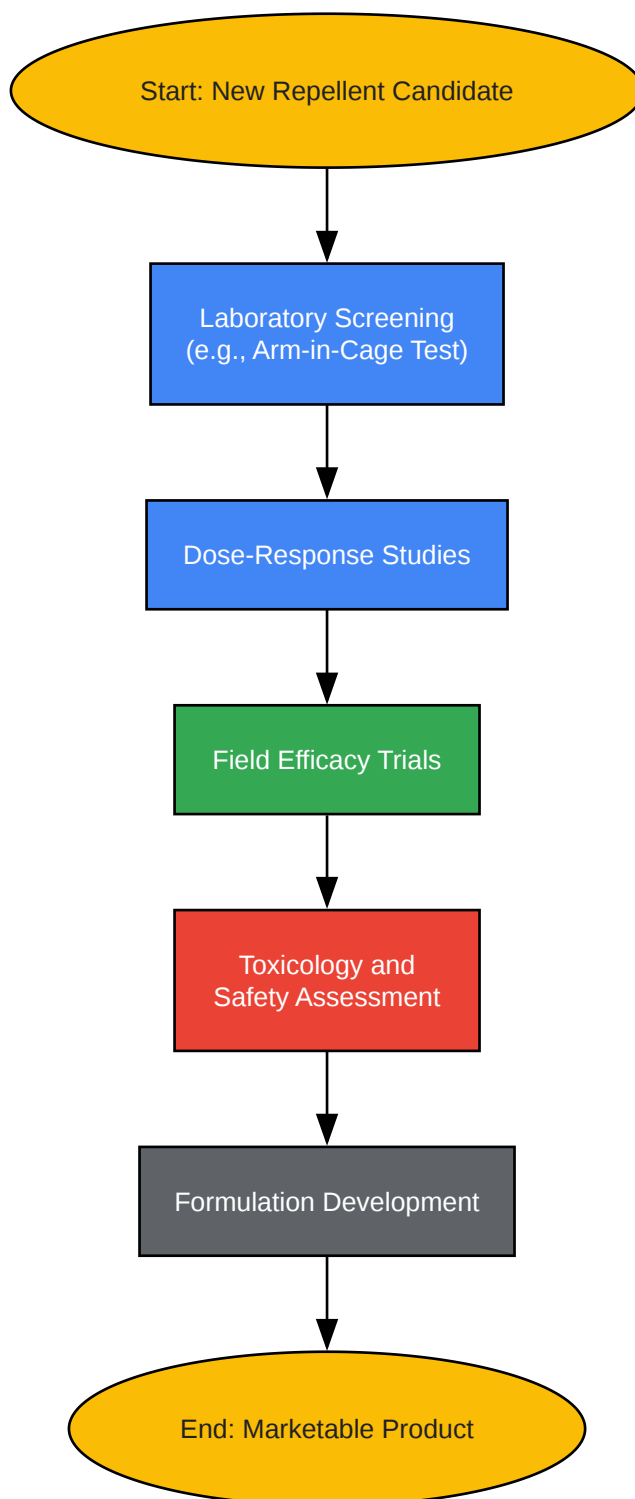 Start: New Repellent Candidate
Laboratory Screening
(e.g., Arm-in-Cage Test)
Dose-Response Studies
Field Efficacy Trials
Toxicology and
Safety Assessment
Formulation Development
End: Marketable Product